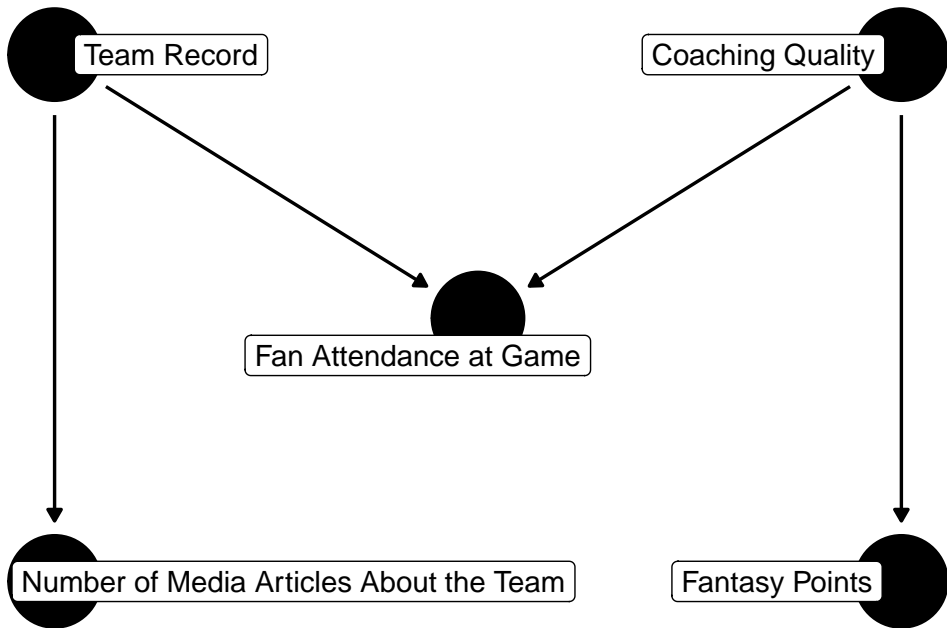 Team Record
Coaching Quality
Fan Attendance at Game
Number of Media Articles About the Team
Fantasy Points